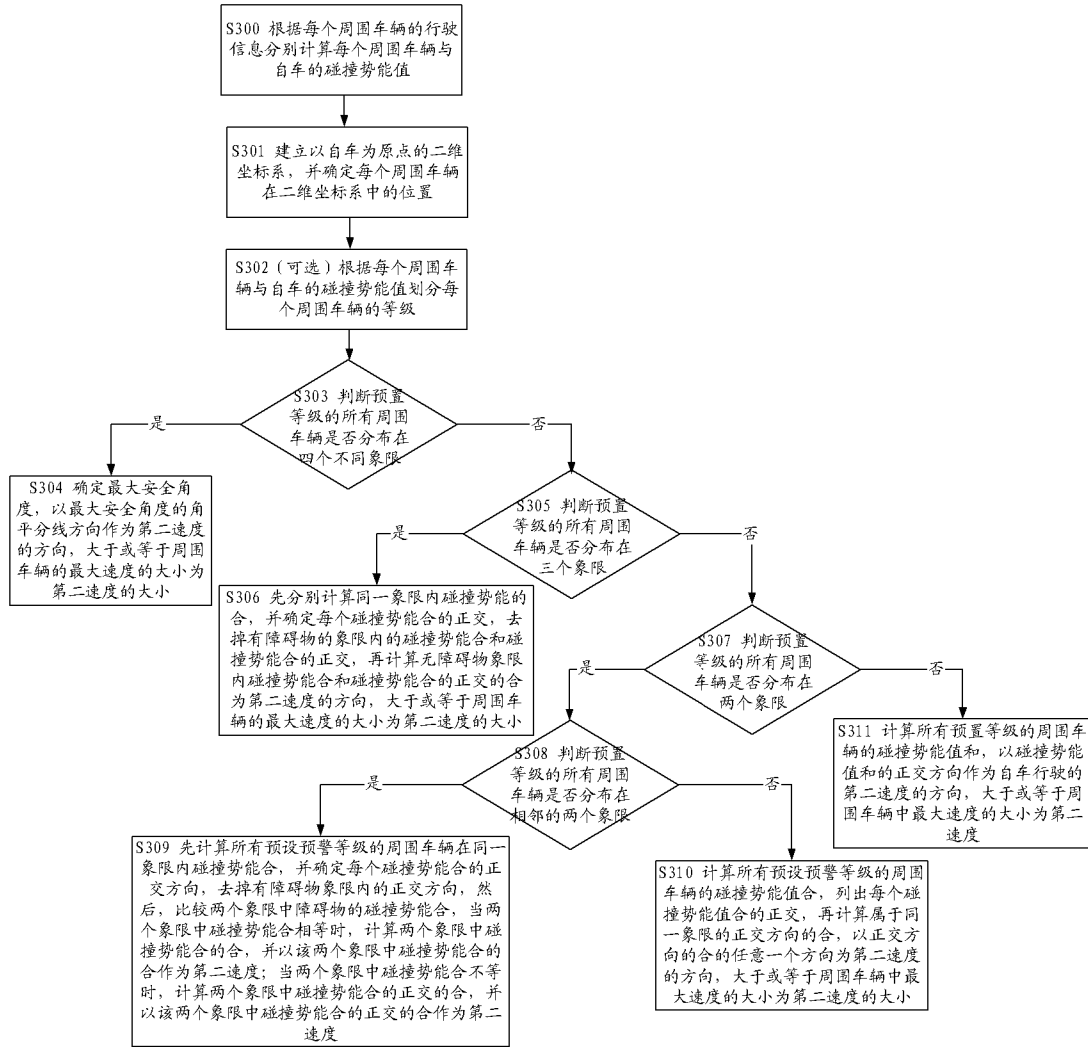 S300 根据每个周围车辆的行驶
信息分别计算每个周围车辆与
自车的碰撞势能值
S301 建立以自车为原点的二维
坐标系，并确定每个周围车辆
在二维坐标系中的位置
S302（可选）根据每个周围车
辆与自车的碰撞势能值划分每
个周围车辆的等级
S303 判断预置
等级的所有周围
车辆是否分布在
四个不同象限
是
否
S304 确定最大安全角
度，以最大安全角度的角
平分线方向作为第二速度
的方向，大于或等于周围
车辆的最大速度的大小为
第二速度的大小
S305 判断预置
等级的所有周围
车辆是否分布在
三个象限
是
否
S306 先分别计算同一象限内碰撞势能的
合，并确定每个碰撞势能合的正交，去
掉有障碍物的象限内的碰撞势能合和碰
撞势能合的正交，再计算无障碍物象限
内碰撞势能合和碰撞势能合的正交的合
为第二速度的方向，大于或等于周围车
辆的最大速度的大小为第二速度的大小
S307 判断预置
等级的所有周围
车辆是否分布在
两个象限
是
否
S308 判断预置
等级的所有周围
车辆是否分布在
相邻的两个象限
是
否
S311 计算所有预置等级的周围车
辆的碰撞势能值和，以碰撞势能
值和的正交方向作为自车行驶的
第二速度的方向，大于或等于周
围车辆中最大速度的大小为第二
速度
S309 先计算所有预设预警等级的周围车辆在同一
象限内碰撞势能合，并确定每个碰撞势能合的正
交方向，去掉有障碍物象限内的正交方向，然
后，比较两个象限中障碍物的碰撞势能合，当两
个象限中碰撞势能合相等时，计算两个象限中碰
撞势能合的合，并以该两个象限中碰撞势能合的
合作为第二速度；当两个象限中碰撞势能合不等
时，计算两个象限中碰撞势能合的正交的合，并
以该两个象限中碰撞势能合的正交的合作为第二
速度
S310 计算所有预设预警等级的周围
车辆的碰撞势能值合，列出每个碰
撞势能值合的正交，再计算属于同
一象限的正交方向的合，以正交方
向的合的任意一个方向为第二速度
的方向，大于或等于周围车辆中最
大速度的大小为第二速度的大小